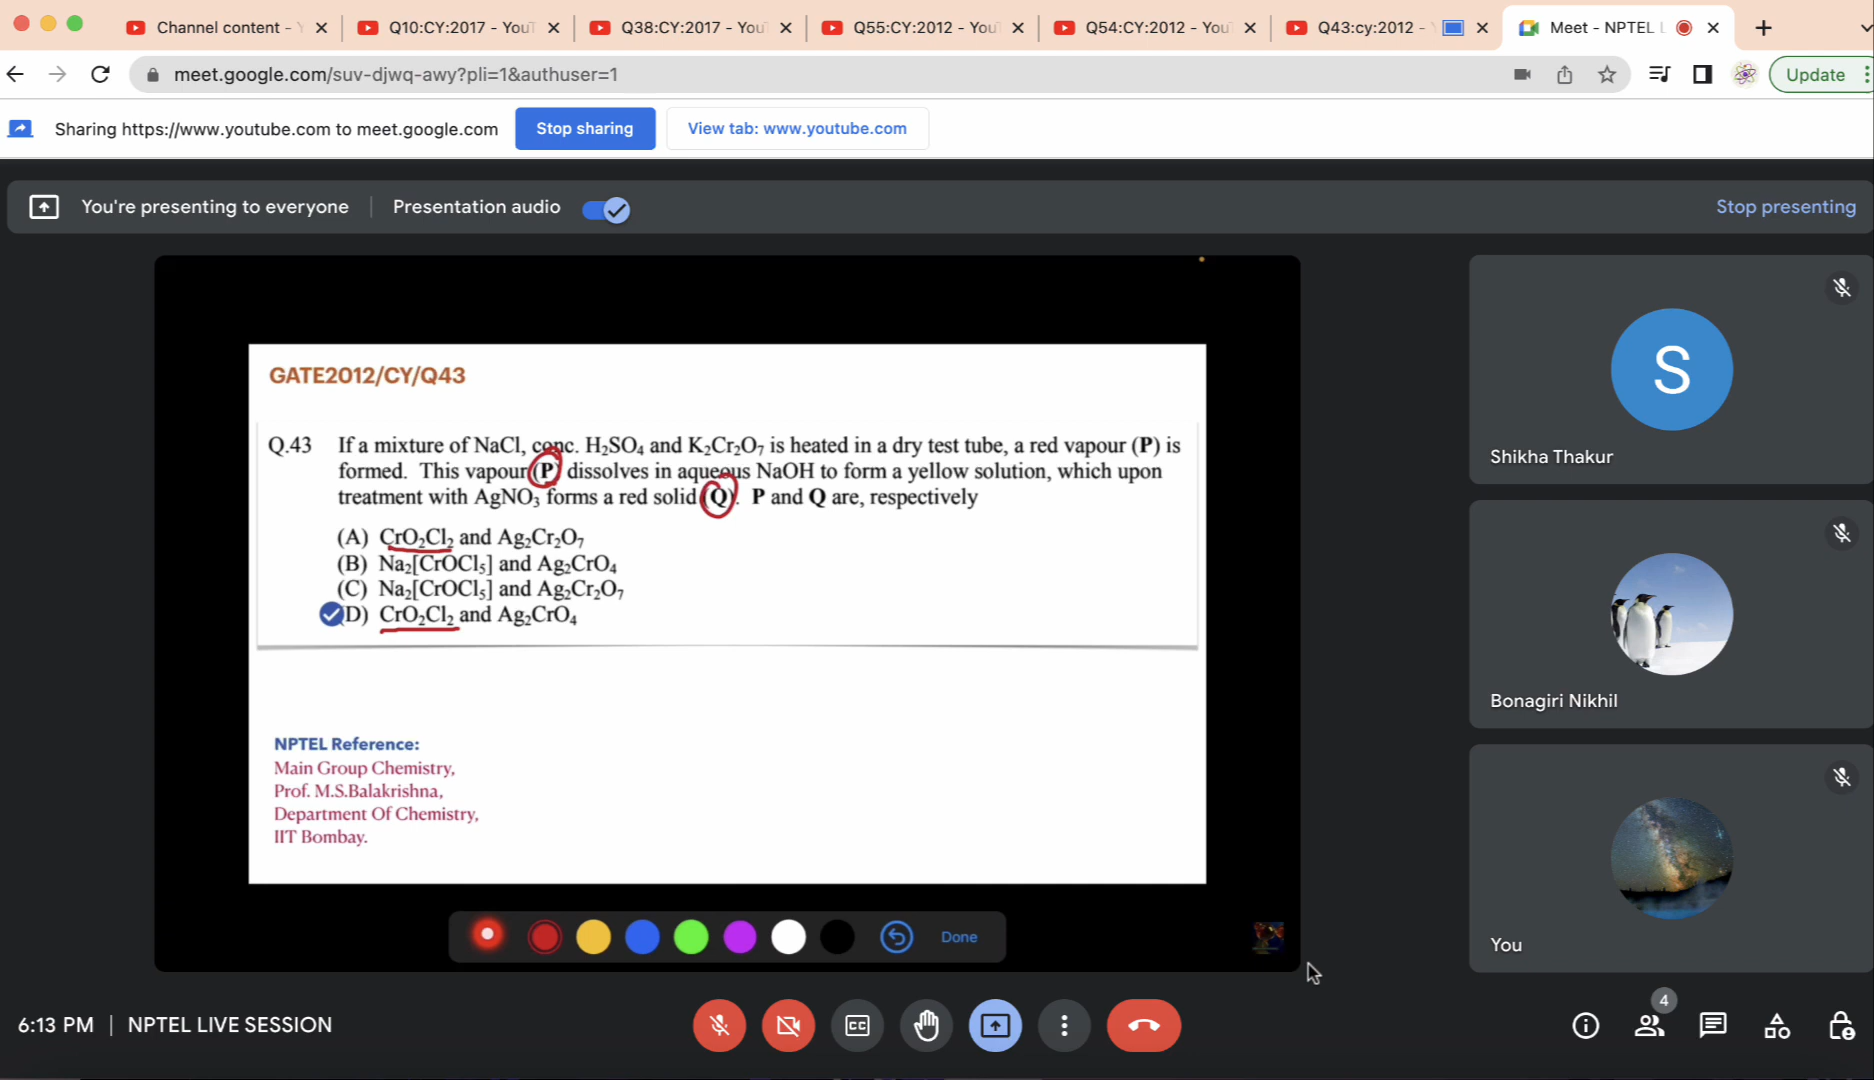 Channel content -
Q10:CY:2017 - YouT
Q38:CY:2017 - You
Q55:CY:2012 - You
Q54:CY:2012 - You
Q43:cy:2012 -
Meet - NPTEL L
meet.google.com/suv-djwq-awy?pli=1&authuser=1
Update
Sharing https://www.youtube.com to meet.google.com
Stop sharing
View tab: www.youtube.com
You're presenting to everyone
Presentation audio
Stop presenting
GATE2012/CY/Q43
Q.43 If a mixture of NaCl, conc. H₂SO₄ and K₂Cr₂O₇ is heated in a dry test tube, a red vapour (P) is
formed. This vapour (P) dissolves in aqueous NaOH to form a yellow solution, which upon
treatment with AgNO₃ forms a red solid (Q). P and Q are, respectively
(A) CrO₂Cl₂ and Ag₂Cr₂O₇
(B) Na₂[CrOCl₅] and Ag₂CrO₄
(C) Na₂[CrOCl₅] and Ag₂Cr₂O₇
(D) CrO₂Cl₂ and Ag₂CrO₄
NPTEL Reference:
Main Group Chemistry,
Prof. M.S.Balakrishna,
Department Of Chemistry,
IIT Bombay.
Done
S
Shikha Thakur
Bonagiri Nikhil
You
6:13 PM | NPTEL LIVE SESSION
CC
4